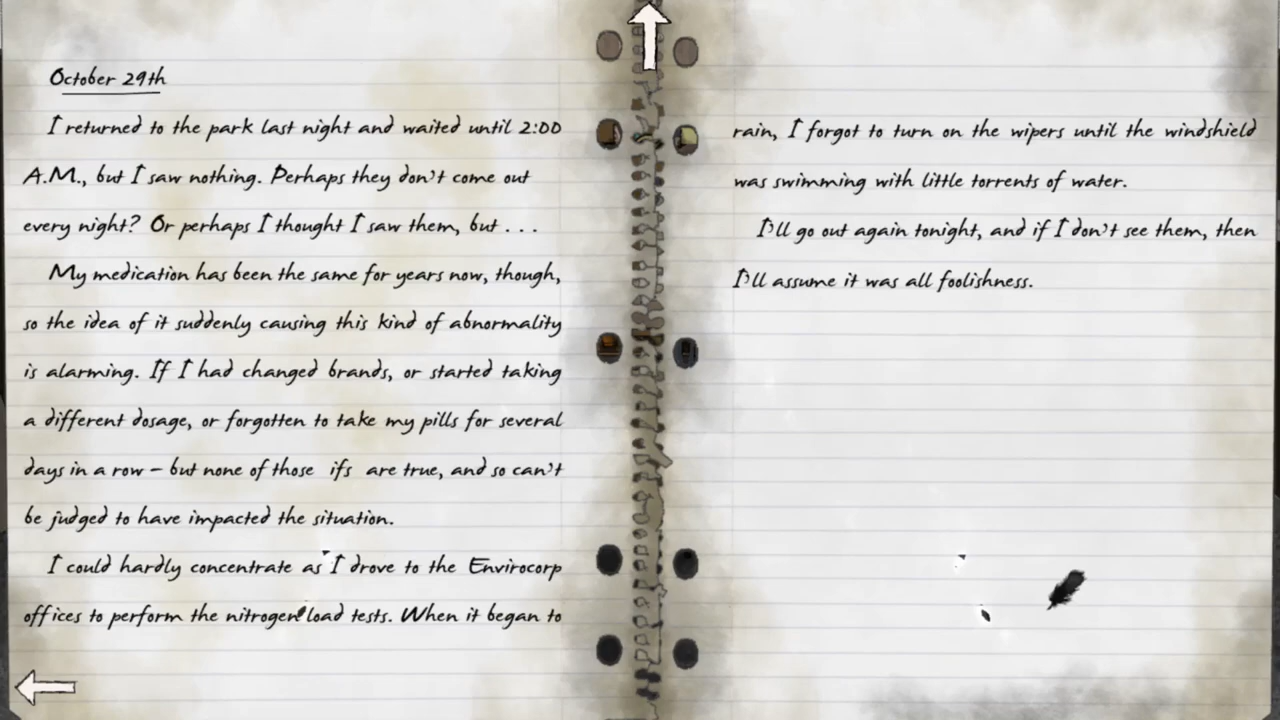 October 29th
I returned to the park last night and waited until 2:00
A.M., but I saw nothing. Perhaps they don't come out
every night? Or perhaps I thought I saw them, but . . .
My medication has been the same for years now, though,
so the idea of it suddenly causing this kind of abnormality
is alarming. If I had changed brands, or started taking
a different dosage, or forgotten to take my pills for several
days in a row – but none of those ifs are true, and so can't
be judged to have impacted the situation.
I could hardly concentrate as I drove to the Envirocorp
offices to perform the nitrogen load tests. When it began to
rain, I forgot to turn on the wipers until the windshield
was swimming with little torrents of water.
I'll go out again tonight, and if I don't see them, then
I'll assume it was all foolishness.